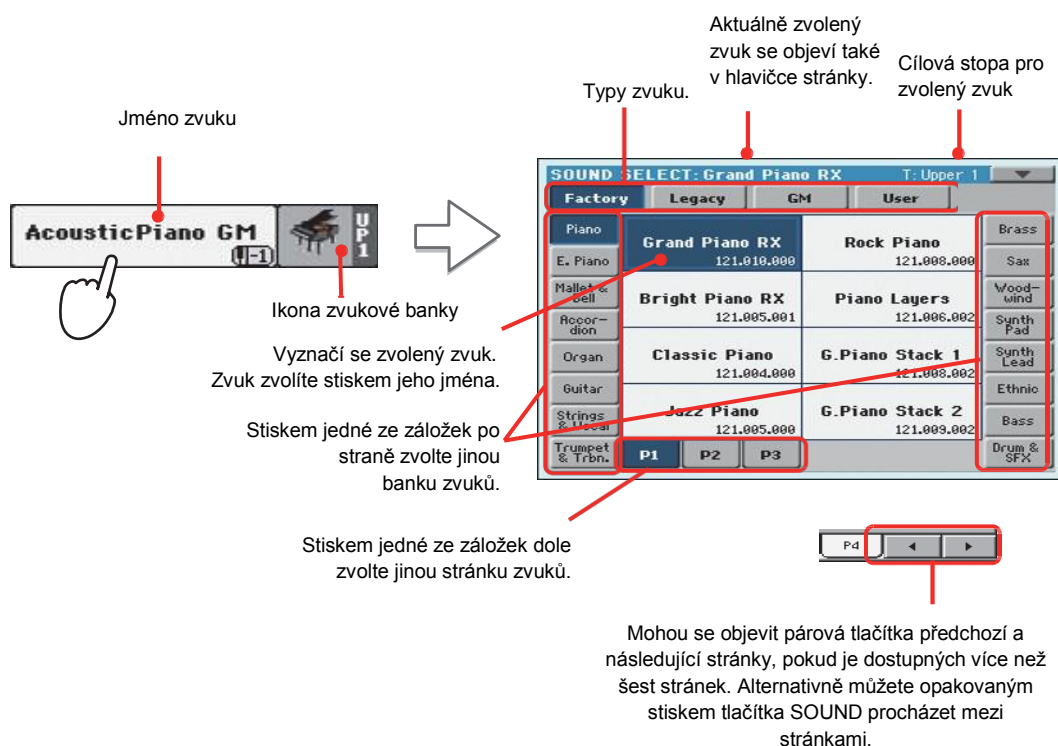 Aktuálně zvolený
zvuk se objeví také
v hlavičce stránky.
Cílová stopa pro
zvolený zvuk
Typy zvuku.
Jméno zvuku
AcousticPiano GM
-1
UP1
Ikona zvukové banky
Vyznačí se zvolený zvuk.
Zvuk zvolíte stiskem jeho jména.
Stiskem jedné ze záložek po
straně zvolte jinou
banku zvuků.
Stiskem jedné ze záložek dole
zvolte jinou stránku zvuků.
SOUND SELECT: Grand Piano RX T: Upper 1
Factory Legacy GM User
Piano
E. Piano
Mallet &
Bell
Accor-
dion
Organ
Guitar
Strings
& Vocal
Trumpet
& Trbn.
Grand Piano RX
121.010.000
Rock Piano
121.008.000
Bright Piano RX
121.005.001
Piano Layers
121.006.002
Classic Piano
121.004.000
G.Piano Stack 1
121.008.002
Jazz Piano
121.005.000
G.Piano Stack 2
121.009.002
P1 P2 P3
Brass
Sax
Wood-
wind
Synth
Pad
Synth
Lead
Ethnic
Bass
Drum &
SFX
P4
Mohou se objevit párová tlačítka předchozí a
následující stránky, pokud je dostupných více než
šest stránek. Alternativně můžete opakovaným
stiskem tlačítka SOUND procházet mezi
stránkami.